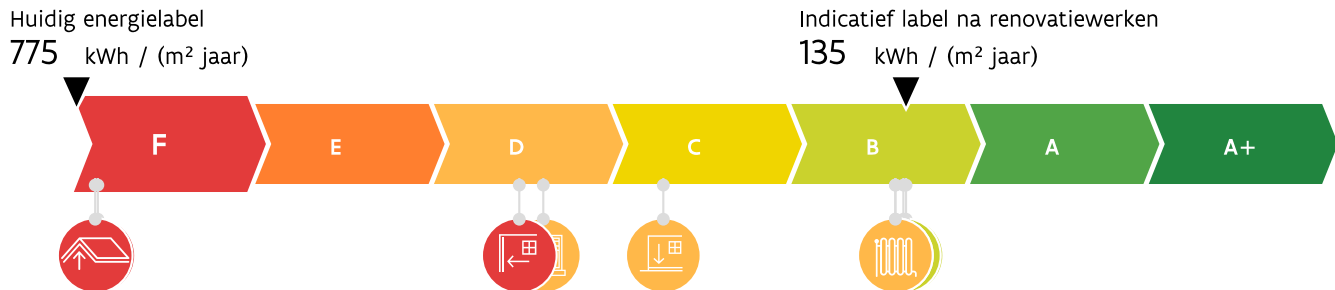 Huidig energielabel
775 kWh / (m² jaar)
Indicatief label na renovatiewerken
135 kWh / (m² jaar)
F E D C B A A+